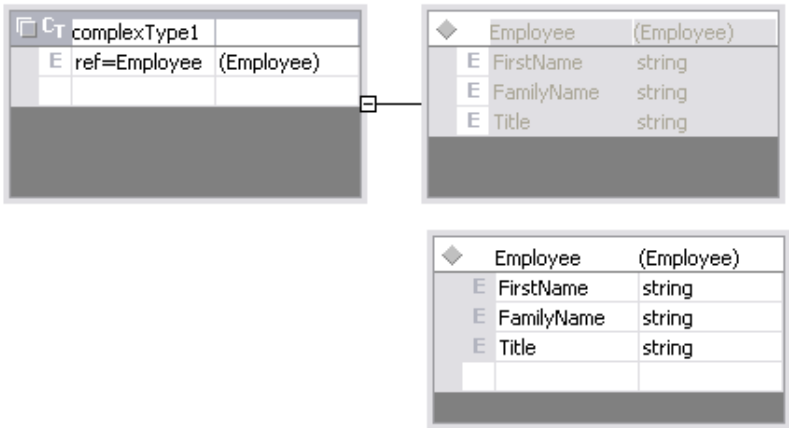 CT complexType1
E ref=Employee (Employee)
Employee (Employee)
E FirstName string
E FamilyName string
E Title string
Employee (Employee)
E FirstName string
E FamilyName string
E Title string